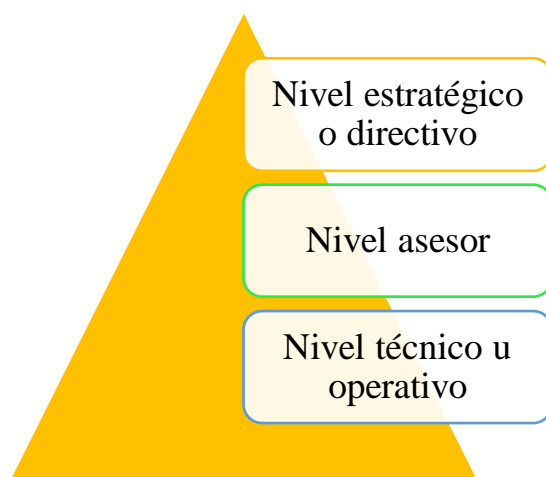 Nivel estratégico
o directivo
Nivel asesor
Nivel técnico u
operativo